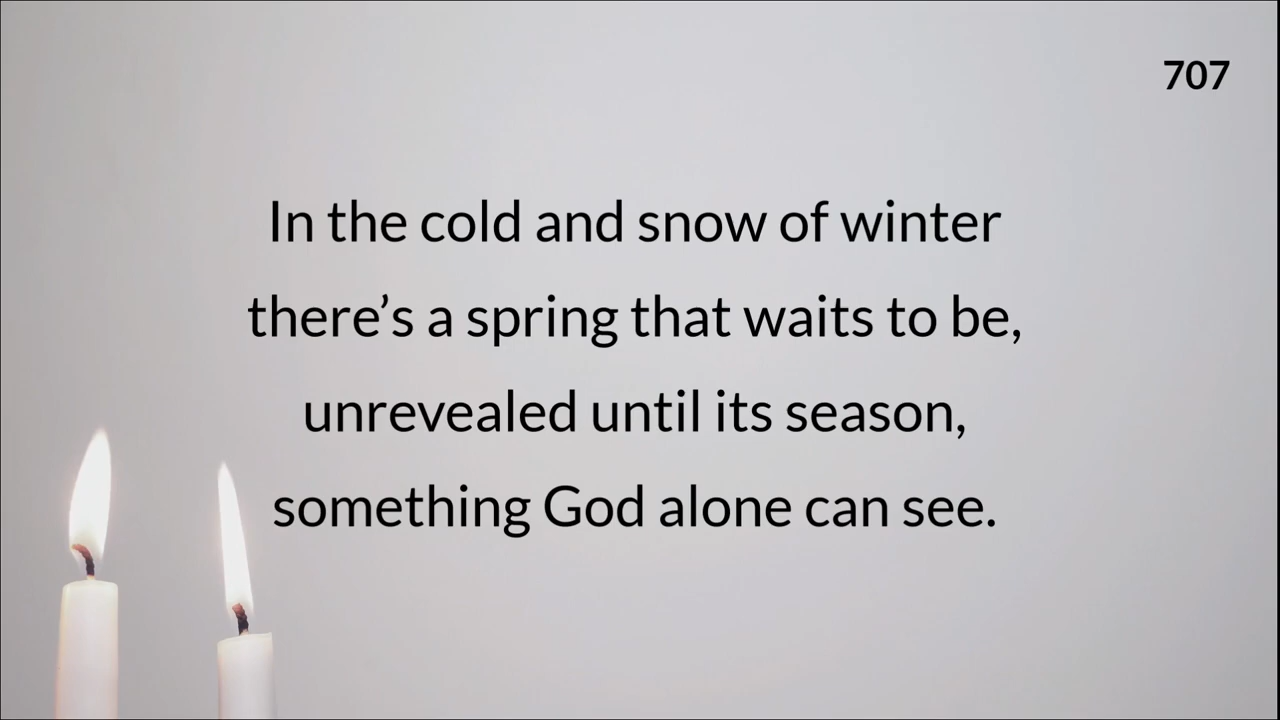 707
In the cold and snow of winter
there’s a spring that waits to be,
unrevealed until its season,
something God alone can see.